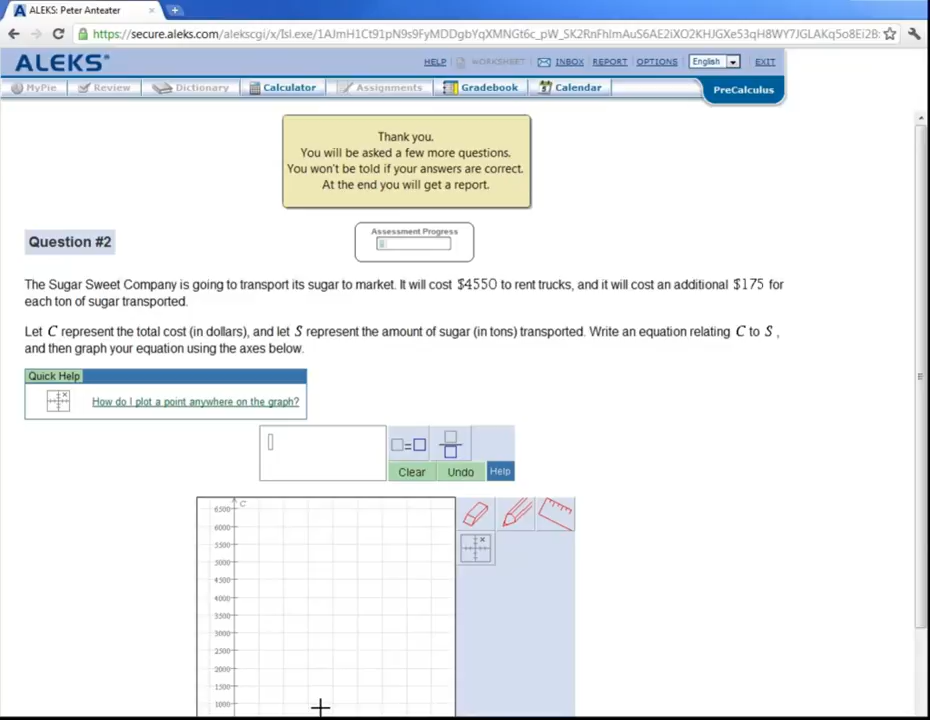 ALEKS: Peter Anteater
https://secure.aleks.com/alekscgi/x/Isl.exe/
ALEKS®
HELP WORKSHEET INBOX REPORT OPTIONS English EXIT
MyPie Review Dictionary Calculator Assignments Gradebook Calendar PreCalculus
Thank you.
You will be asked a few more questions.
You won't be told if your answers are correct.
At the end you will get a report.
Question #2
Assessment Progress
The Sugar Sweet Company is going to transport its sugar to market. It will cost $4550 to rent trucks, and it will cost an additional $175 for
each ton of sugar transported.
Let C represent the total cost (in dollars), and let S represent the amount of sugar (in tons) transported. Write an equation relating C to S ,
and then graph your equation using the axes below.
Quick Help
How do I plot a point anywhere on the graph?
Clear Undo Help
C
6500
6000
5500
5000
4500
4000
3500
3000
2500
2000
1500
1000